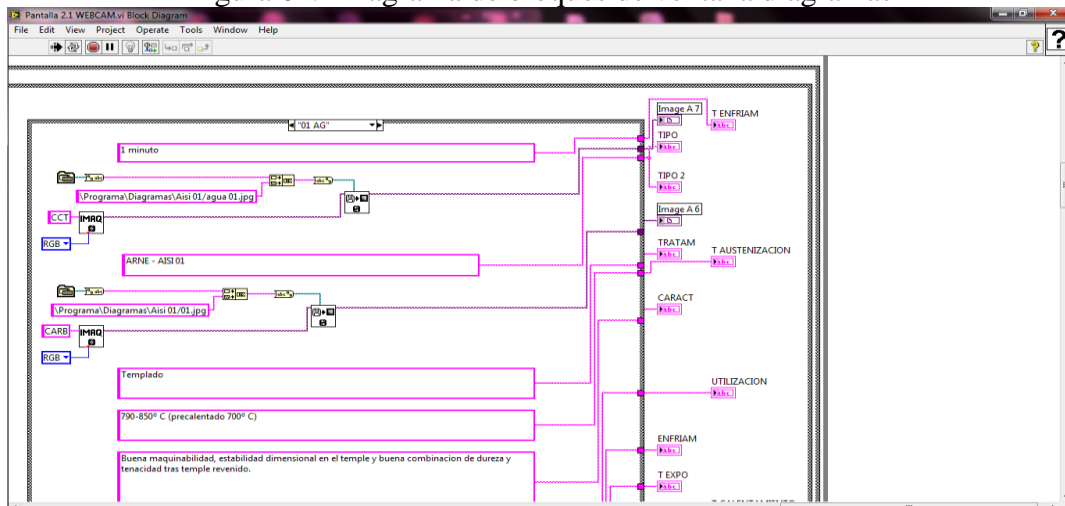 Pantalla 2.1 WEBCAM.vi Block Diagram
File Edit View Project Operate Tools Window Help
"01 AG"
Image A 7
T ENFRIAM
1 minuto
TIPO
\Programa\Diagramas\Aisi 01/agua 01.jpg
TIPO 2
CCT
IMAQ
Image A 6
RGB
TRATAM
T AUSTENIZACION
ARNE - AISI 01
\Programa\Diagramas\Aisi 01/01.jpg
CARACT
CARB
IMAQ
RGB
Templado
UTILIZACION
790-850º C (precalentado 700º C)
ENFRIAM
Buena maquinabilidad, estabilidad dimensional en el temple y buena combinacion de dureza y
tenacidad tras temple revenido.
T EXPO